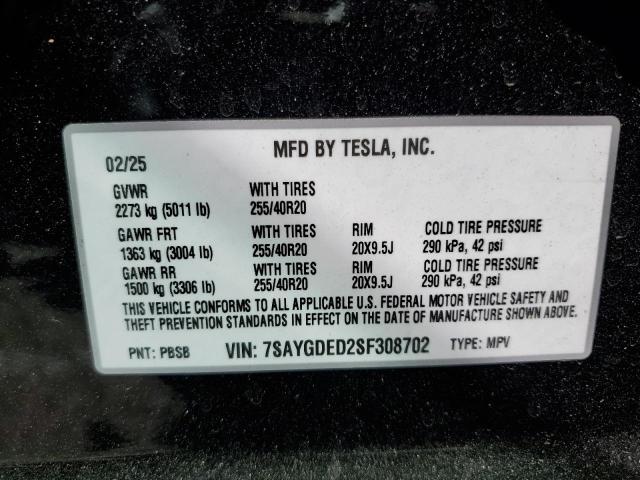 MFD BY TESLA, INC.
02/25
GVWR WITH TIRES
2273 kg (5011 lb) 255/40R20
GAWR FRT WITH TIRES RIM COLD TIRE PRESSURE
1363 kg (3004 lb) 255/40R20 20X9.5J 290 kPa, 42 psi
GAWR RR WITH TIRES RIM COLD TIRE PRESSURE
1500 kg (3306 lb) 255/40R20 20X9.5J 290 kPa, 42 psi
THIS VEHICLE CONFORMS TO ALL APPLICABLE U.S. FEDERAL MOTOR VEHICLE SAFETY AND
THEFT PREVENTION STANDARDS IN EFFECT ON THE DATE OF MANUFACTURE SHOWN ABOVE.
PNT: PBSB VIN: 7SAYGDED2SF308702 TYPE: MPV